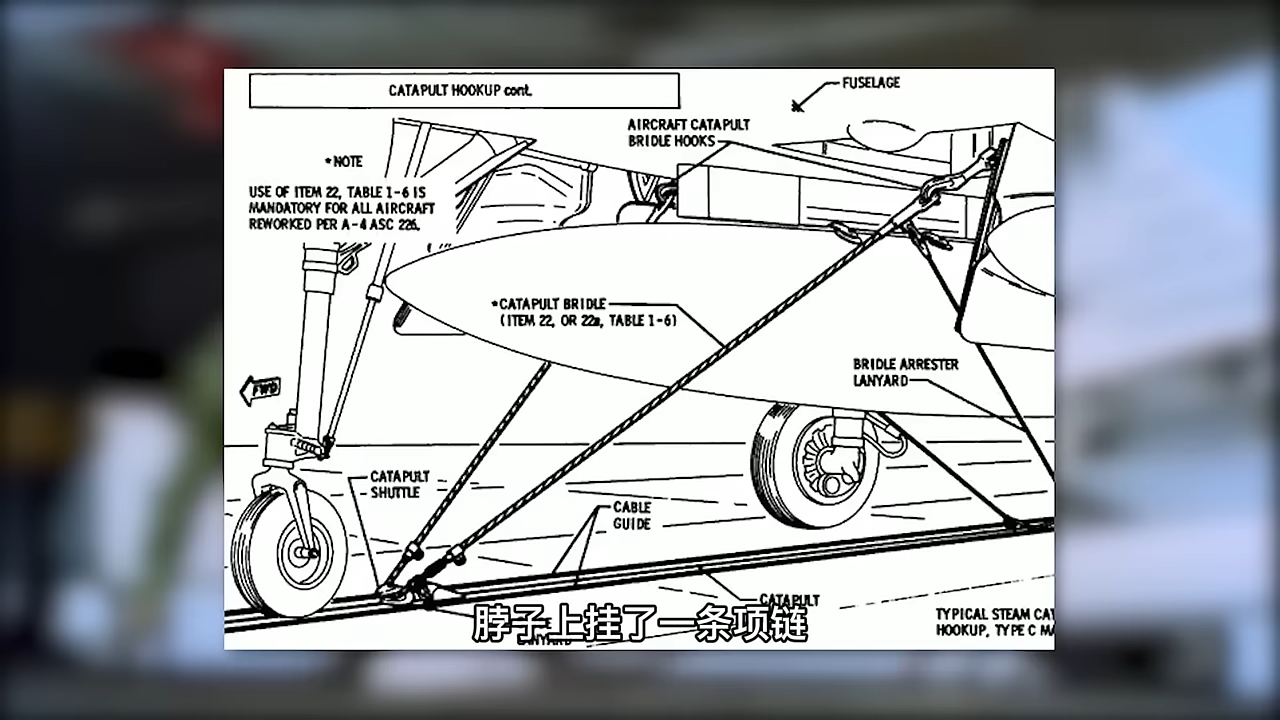 CATAPULT HOOKUP cont.
FUSELAGE
AIRCRAFT CATAPULT
BRIDLE HOOKS
*NOTE
USE OF ITEM 22, TABLE 1-6 IS
MANDATORY FOR ALL AIRCRAFT
REWORKED PER A-4 ASC 226.
*CATAPULT BRIDLE
(ITEM 22, OR 22a, TABLE 1-6)
BRIDLE ARRESTER
LANYARD
FWD
CATAPULT
SHUTTLE
CABLE
GUIDE
CATAPULT
TYPICAL STEAM CAT
HOOKUP, TYPE C MA
脖子上挂了一条项链
LANYARD